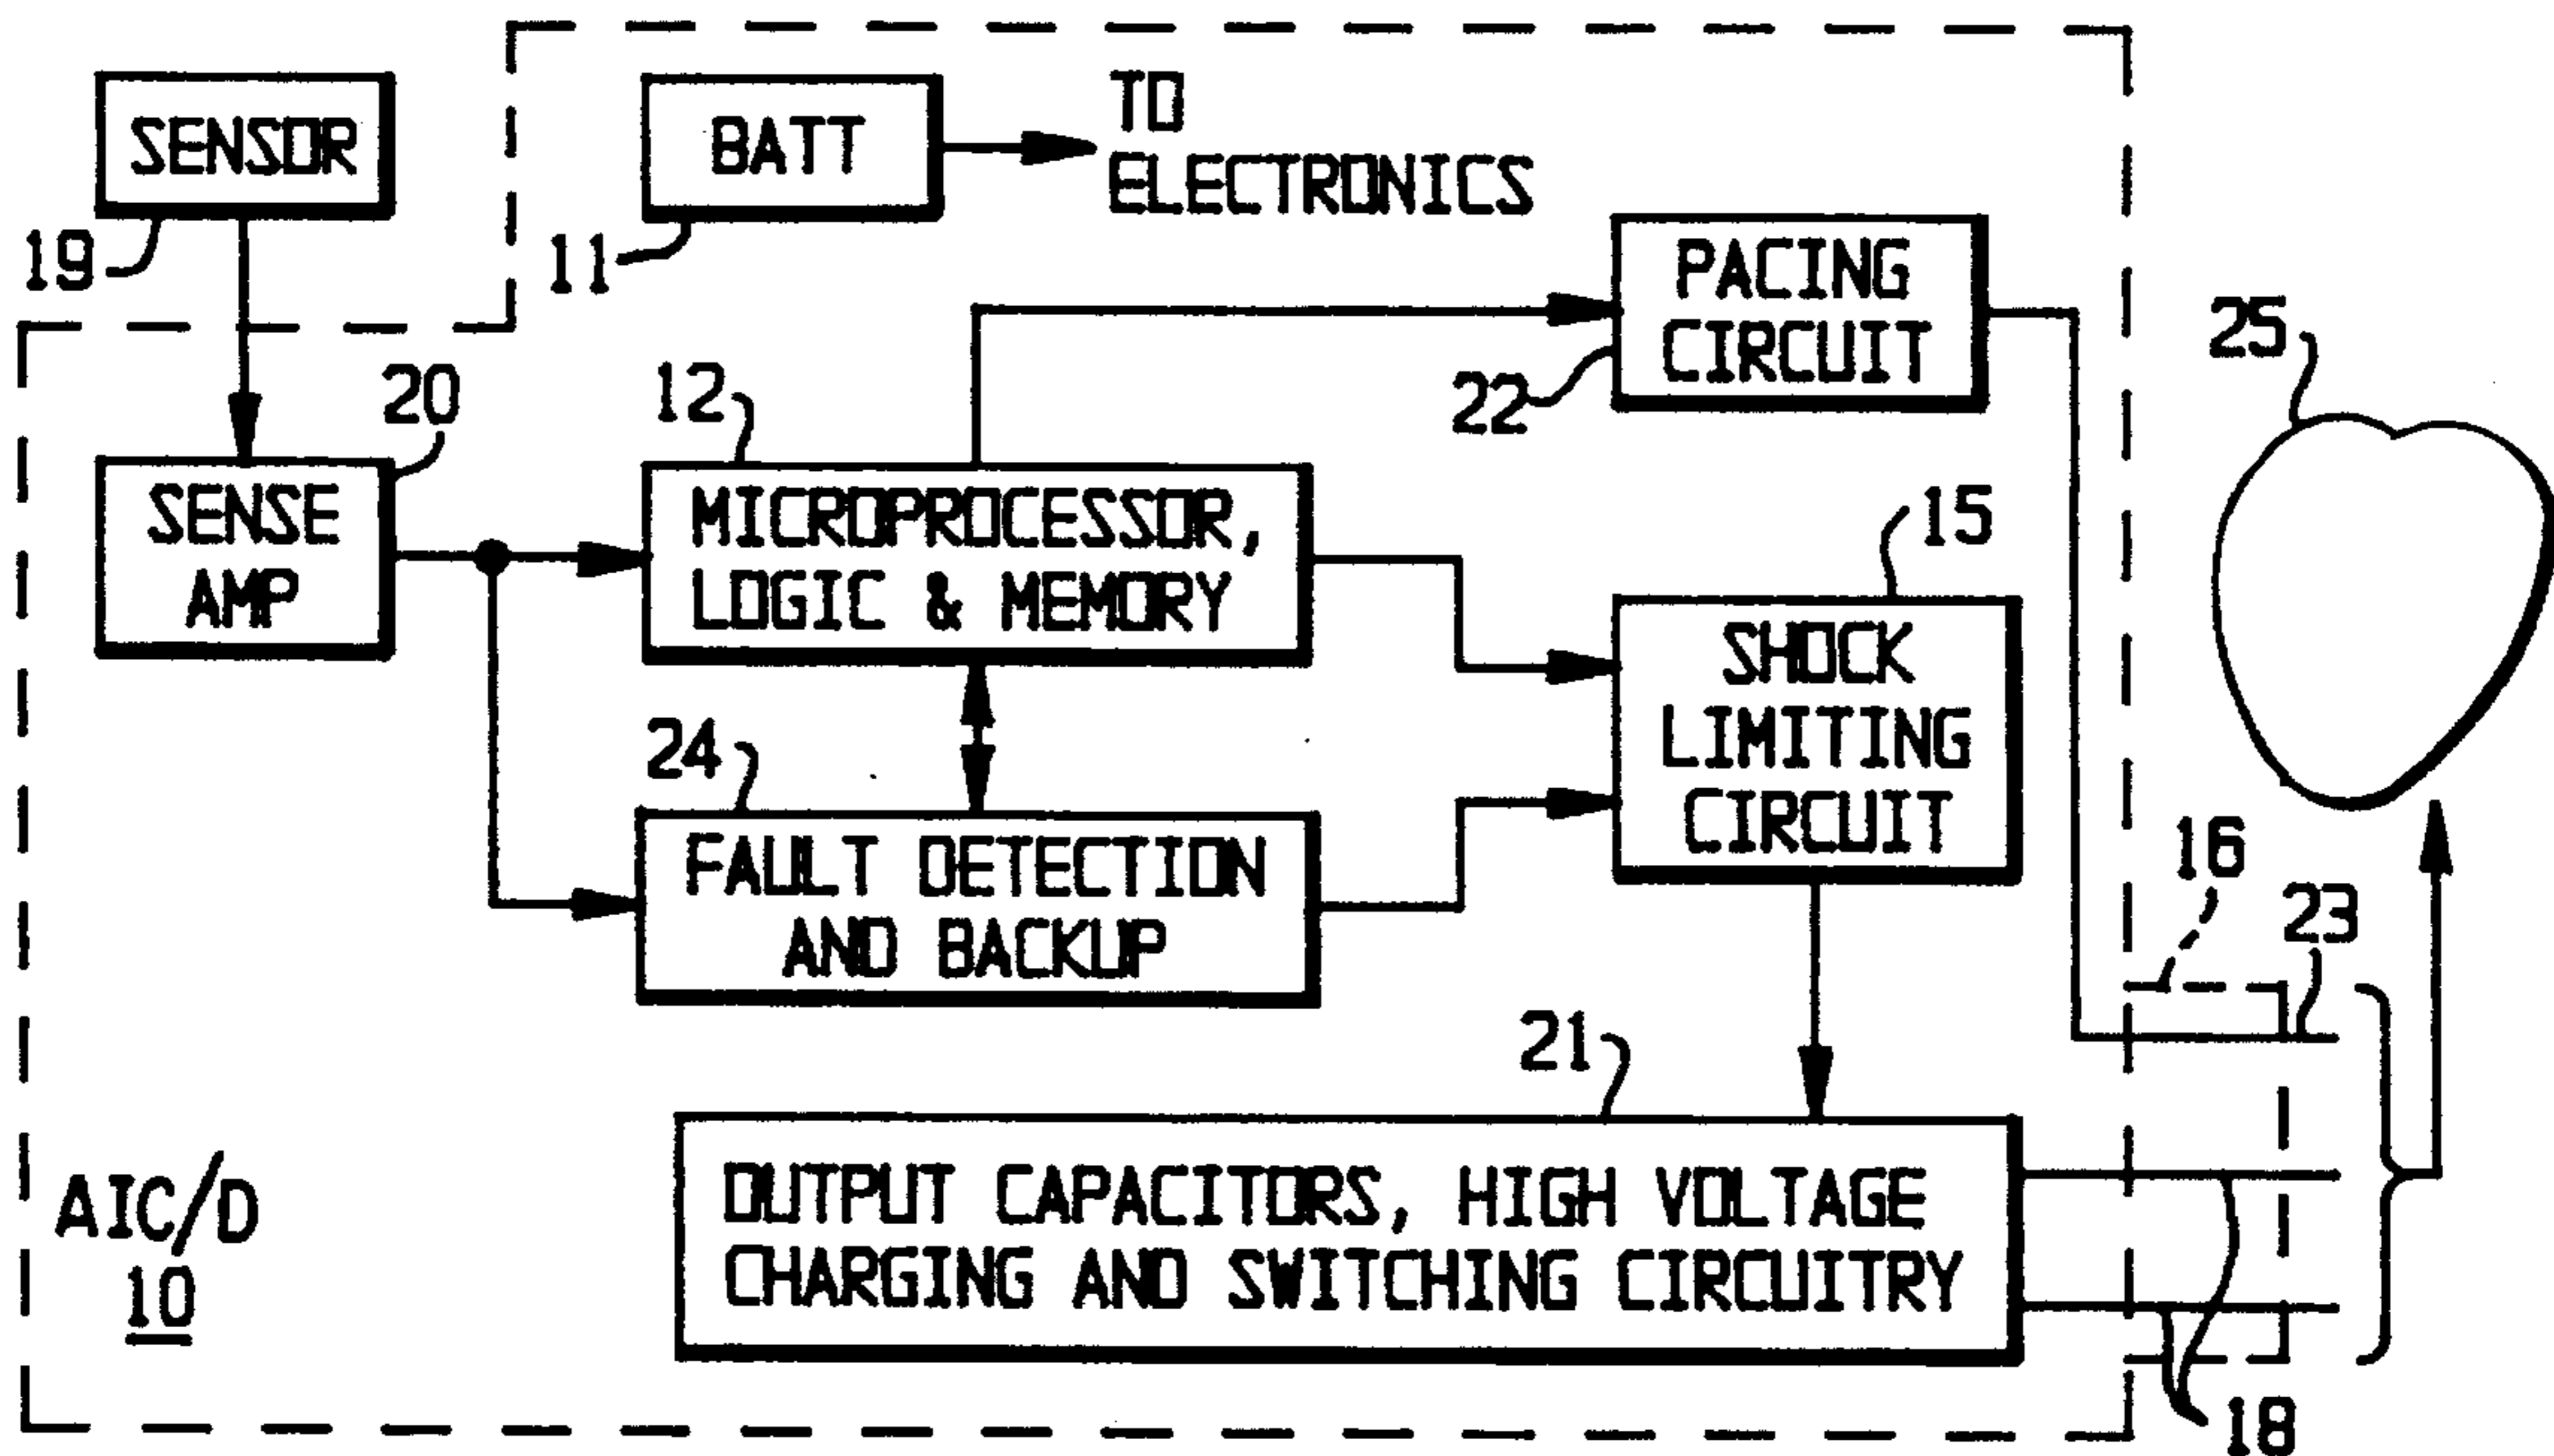 SENSOR
19
BATT
11
TO
ELECTRONICS
PACING
CIRCUIT
22
25
20
SENSE
AMP
12
MICROPROCESSOR,
LOGIC & MEMORY
15
SHOCK
LIMITING
CIRCUIT
24
FAULT DETECTION
AND BACKUP
16
23
21
OUTPUT CAPACITORS, HIGH VOLTAGE
CHARGING AND SWITCHING CIRCUITRY
AIC/D
10
18